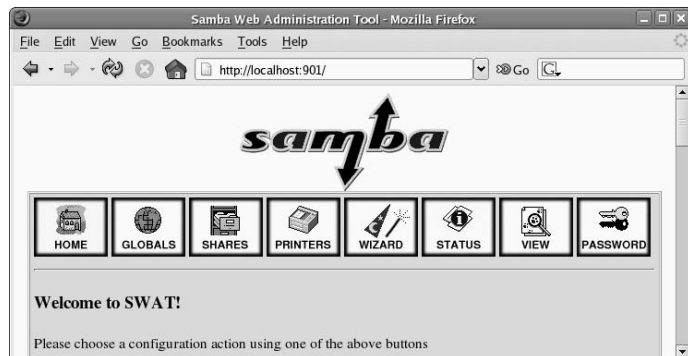 Samba Web Administration Tool - Mozilla Firefox
File Edit View Go Bookmarks Tools Help
http://localhost:901/ Go G
samba
HOME GLOBALS SHARES PRINTERS WIZARD STATUS VIEW PASSWORD
Welcome to SWAT!
Please choose a configuration action using one of the above buttons